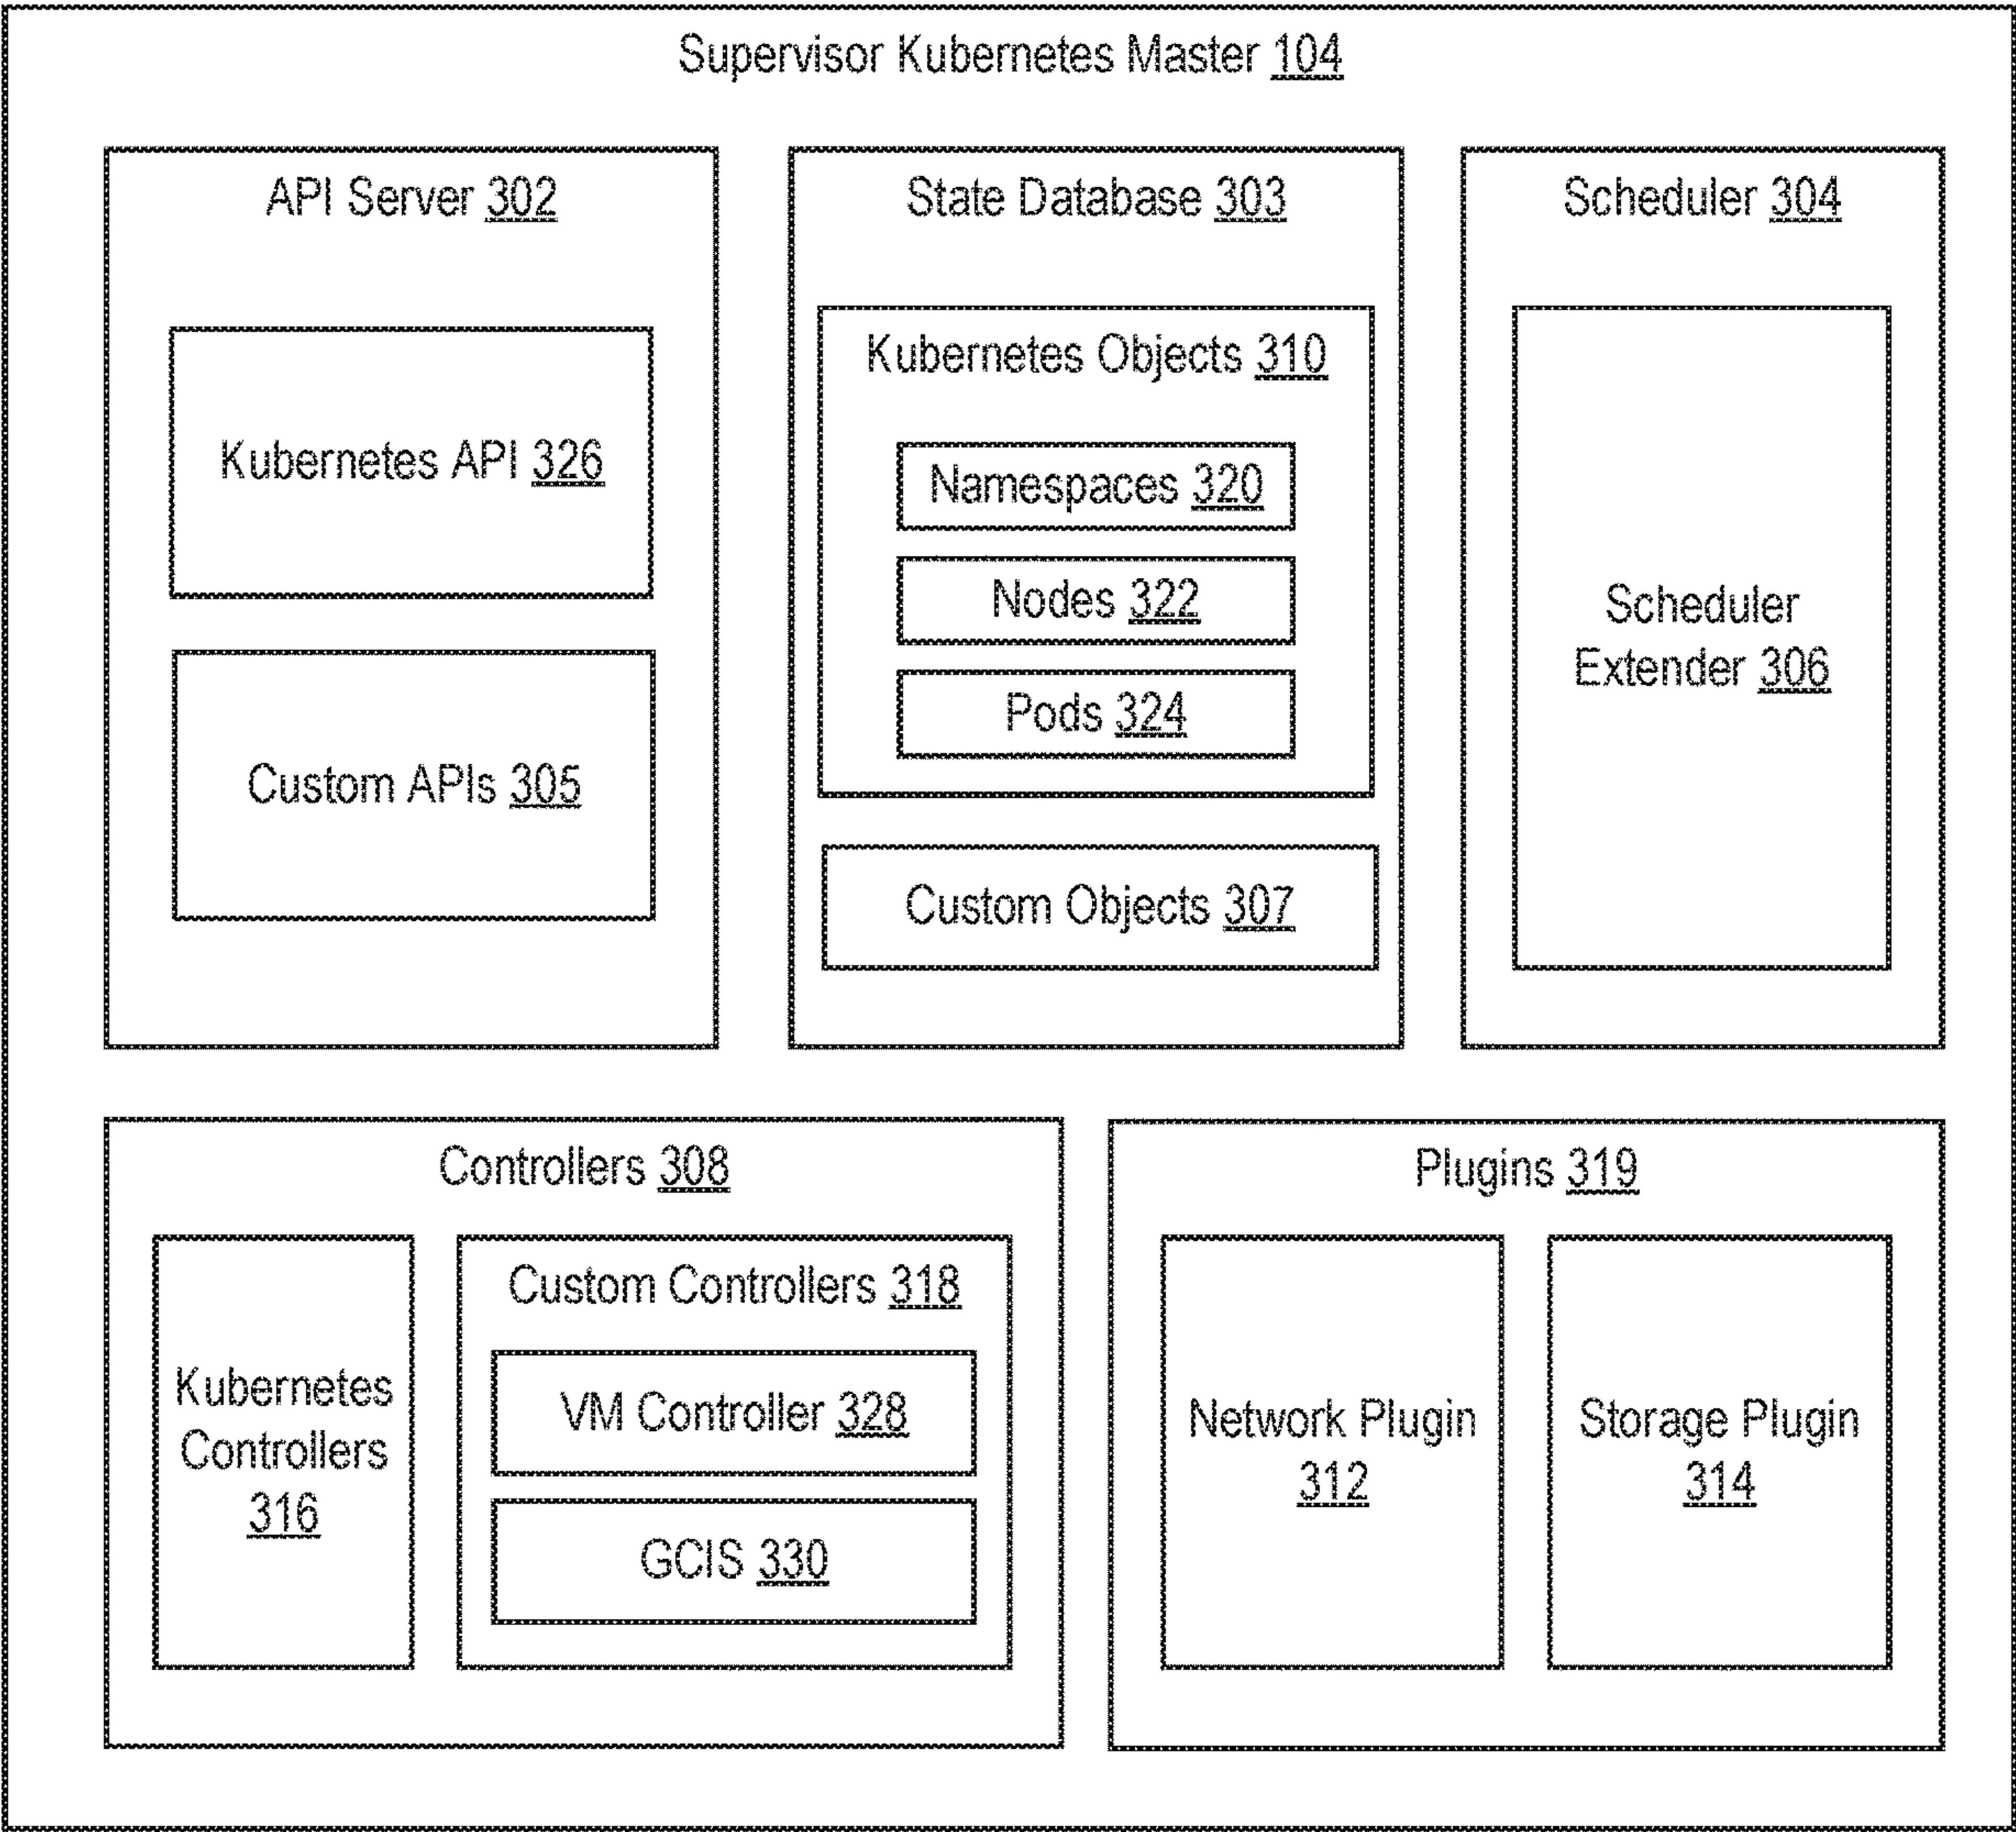 Supervisor Kubernetes Master 104
API Server 302
Kubernetes API 326
Custom APIs 305
State Database 303
Kubernetes Objects 310
Namespaces 320
Nodes 322
Pods 324
Custom Objects 307
Scheduler 304
Scheduler
Extender 306
Controllers 308
Kubernetes
Controllers
316
Custom Controllers 318
VM Controller 328
GCIS 330
Plugins 319
Network Plugin
312
Storage Plugin
314